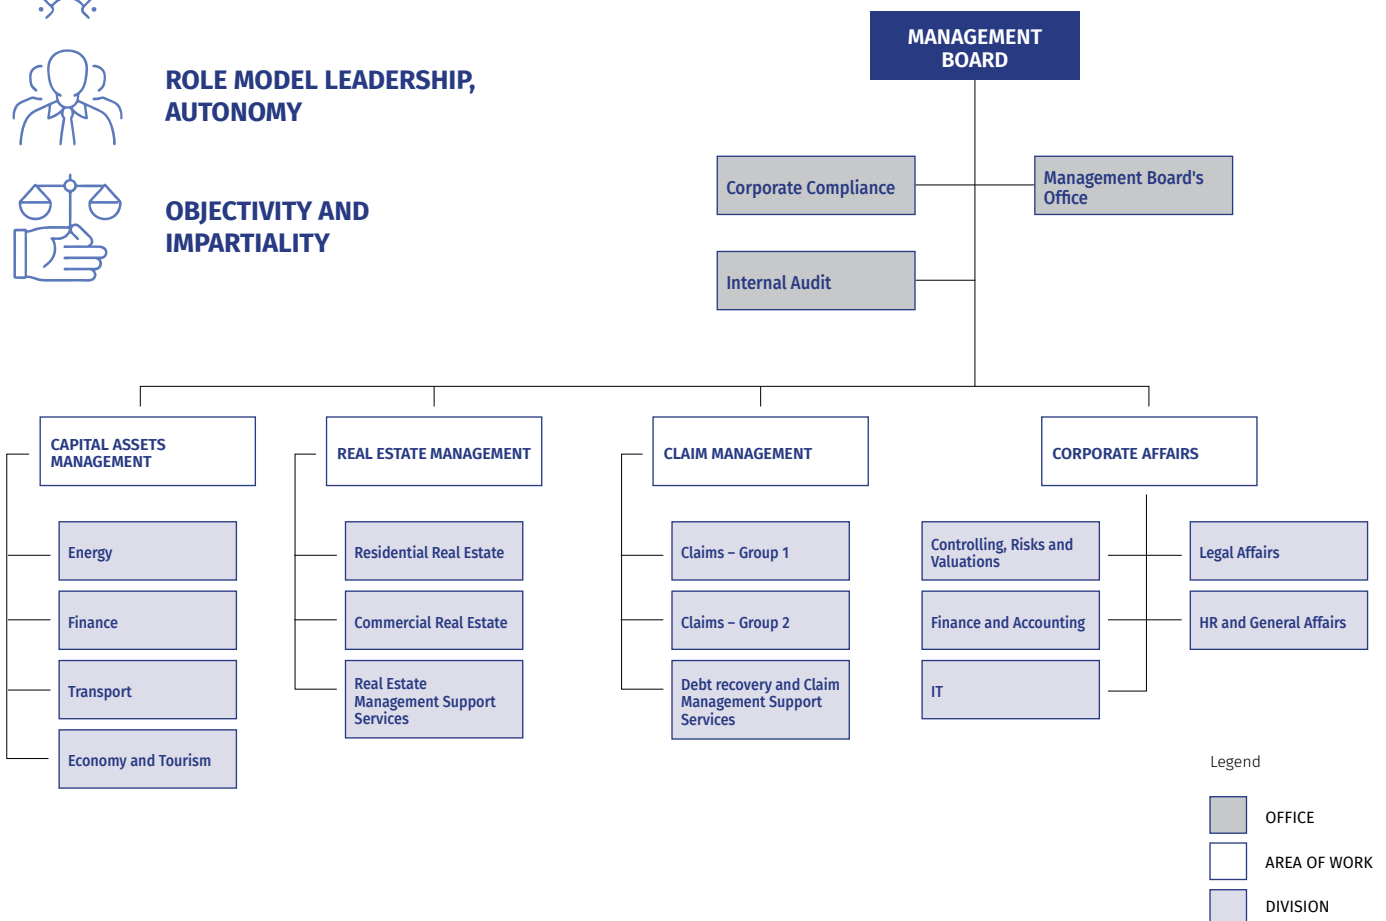 ROLE MODEL LEADERSHIP,
AUTONOMY
OBJECTIVITY AND
IMPARTIALITY
MANAGEMENT
BOARD
Corporate Compliance
Management Board's
Office
Internal Audit
CAPITAL ASSETS
MANAGEMENT
Energy
Finance
Transport
Economy and Tourism
REAL ESTATE MANAGEMENT
Residential Real Estate
Commercial Real Estate
Real Estate
Management Support
Services
CLAIM MANAGEMENT
Claims – Group 1
Claims – Group 2
Debt recovery and Claim
Management Support
Services
CORPORATE AFFAIRS
Controlling, Risks and
Valuations
Finance and Accounting
IT
Legal Affairs
HR and General Affairs
Legend
OFFICE
AREA OF WORK
DIVISION